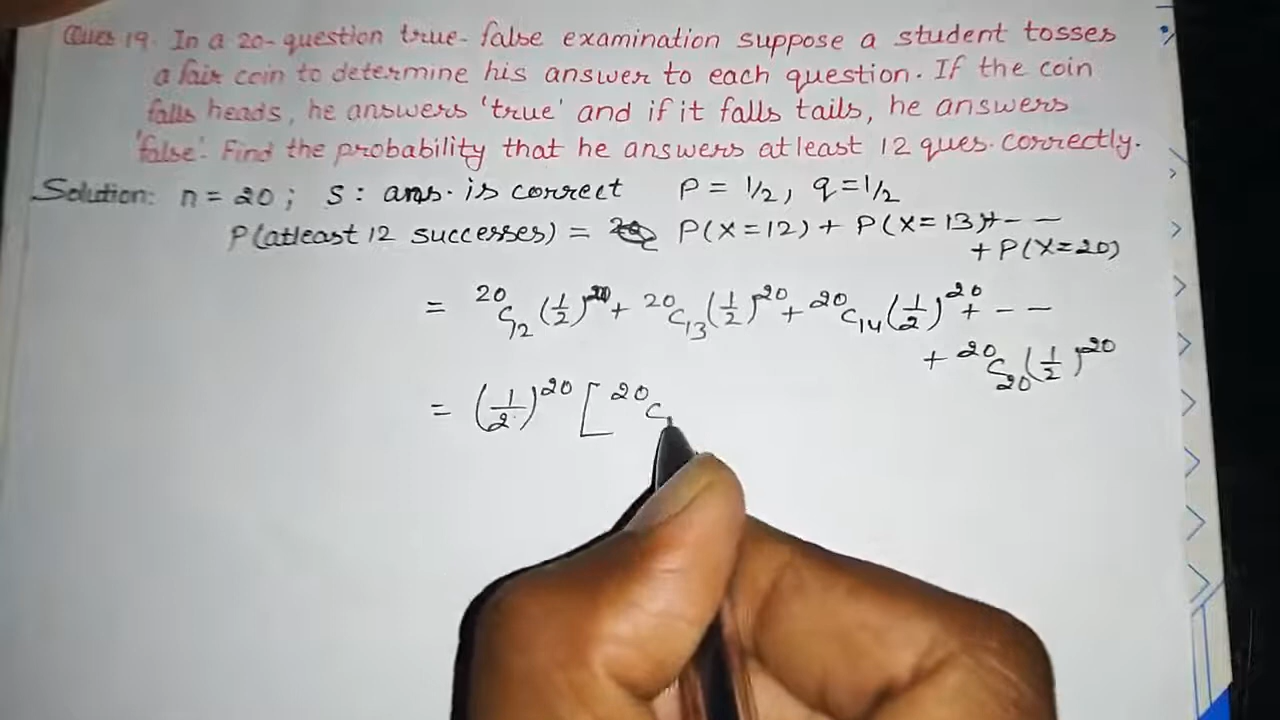 Ques 19. In a 20-question true-false examination suppose a student tosses
a fair coin to determine his answer to each question. If the coin
falls heads, he answers 'true' and if it falls tails, he answers
'false'. Find the probability that he answers atleast 12 ques. correctly.
Solution: n = 20 ; S : ans. is correct P = 1/2, q = 1/2
P(atleast 12 successes) = P(X=12) + P(X=13) + - -
+ P(X=20)
= ²⁰C₁₂ (1/2)²⁰ + ²⁰C₁₃ (1/2)²⁰ + ²⁰C₁₄ (1/2)²⁰ + - -
+ ²⁰C₂₀ (1/2)²⁰
= (1/2)²⁰ [ ²⁰C